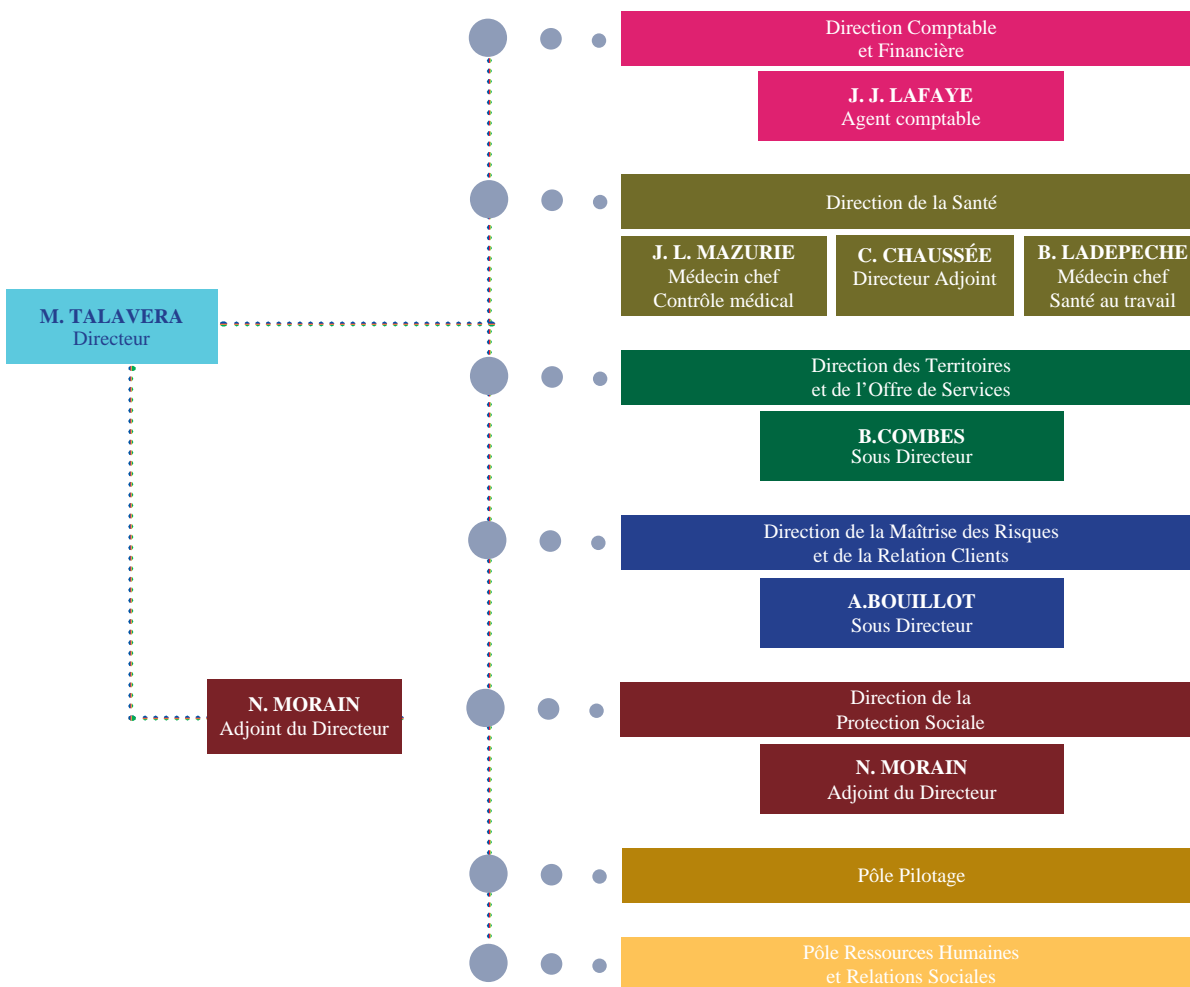 Direction Comptable
et Financière
J. J. LAFAYE
Agent comptable
Direction de la Santé
J. L. MAZURIE
Médecin chef
Contrôle médical
C. CHAUSSÉE
Directeur Adjoint
B. LADEPECHE
Médecin chef
Santé au travail
M. TALAVERA
Directeur
Direction des Territoires
et de l’Offre de Services
B.COMBES
Sous Directeur
Direction de la Maîtrise des Risques
et de la Relation Clients
A.BOUILLOT
Sous Directeur
N. MORAIN
Adjoint du Directeur
Direction de la
Protection Sociale
N. MORAIN
Adjoint du Directeur
Pôle Pilotage
Pôle Ressources Humaines
et Relations Sociales